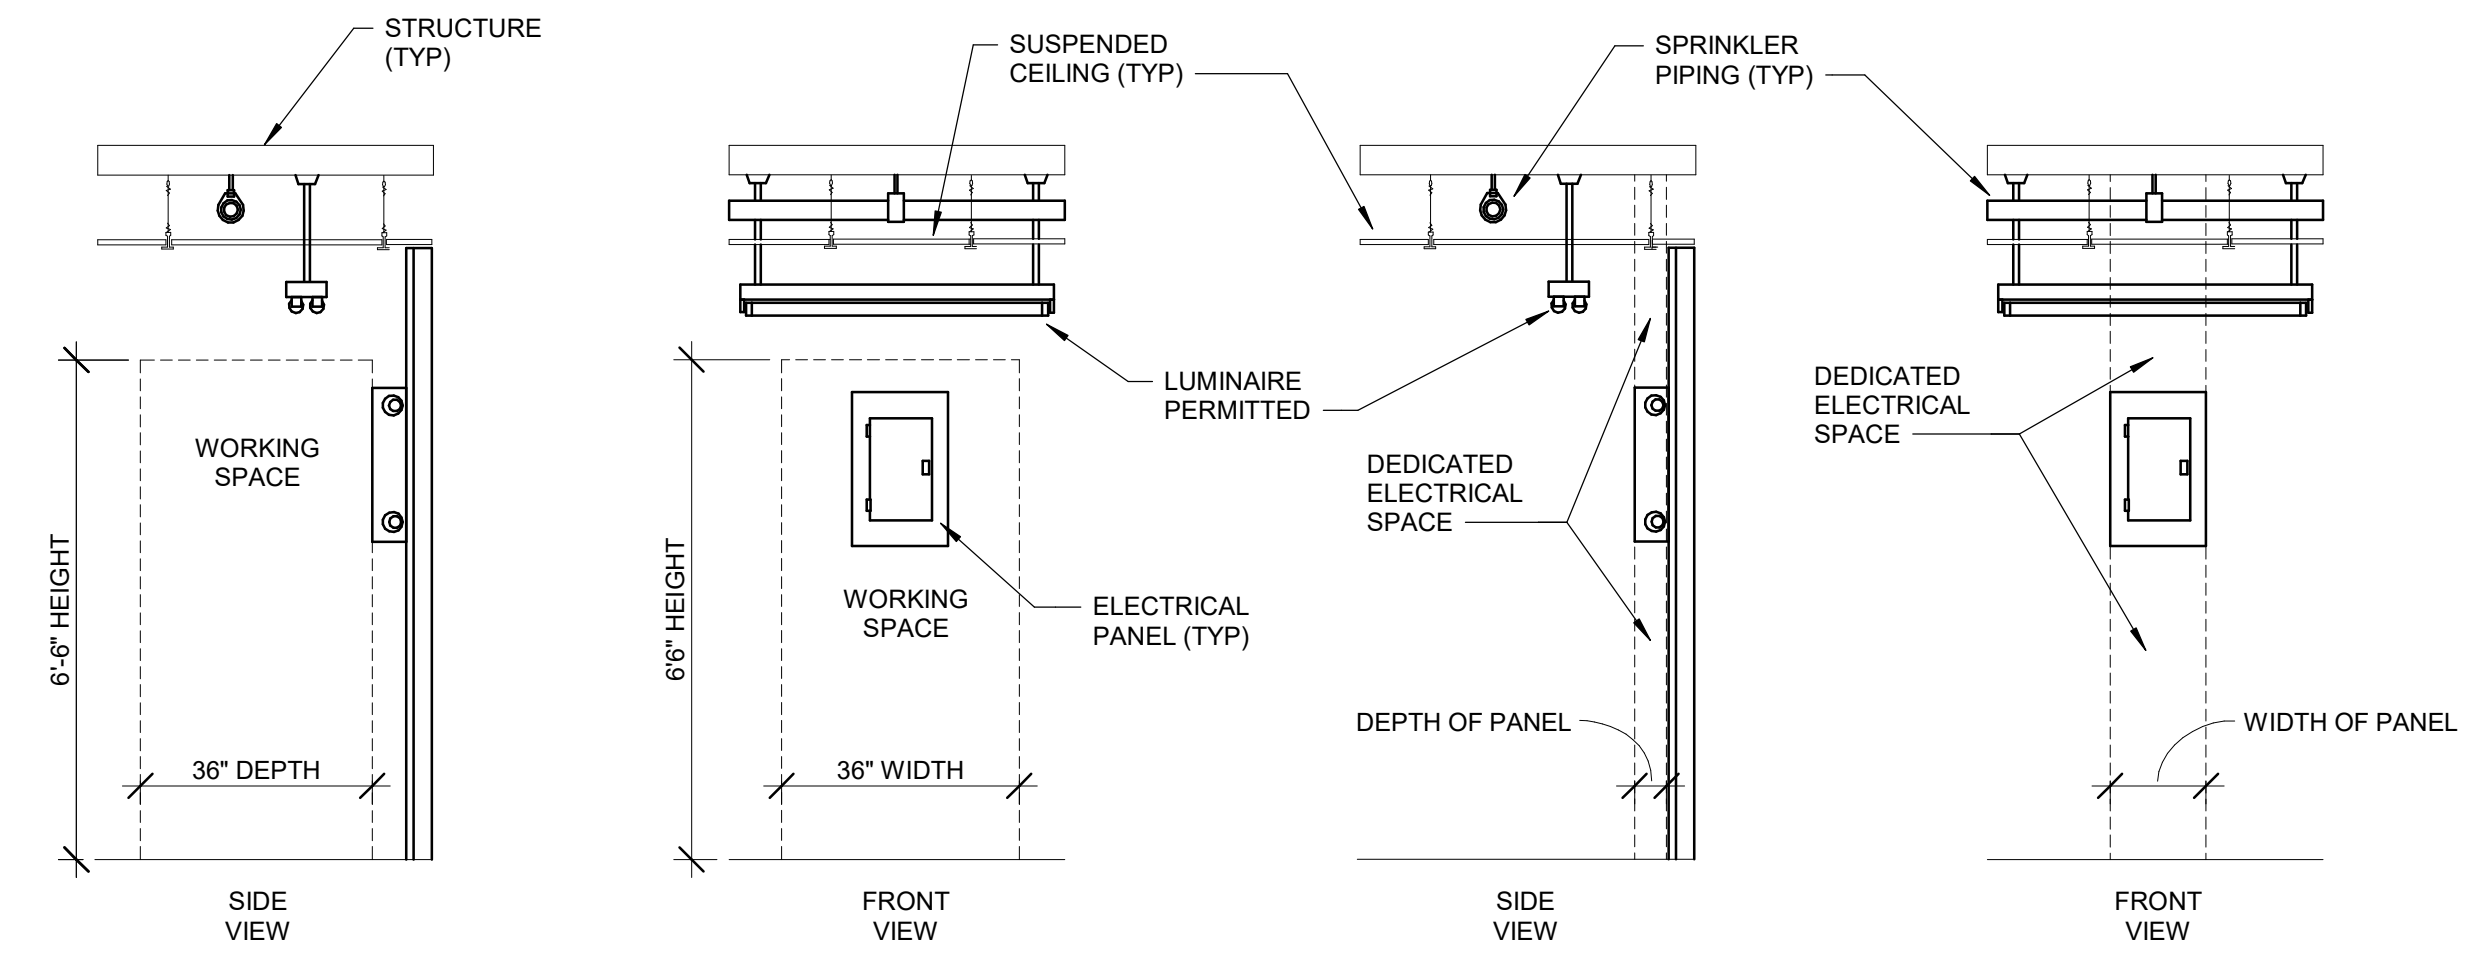 STRUCTURE
(TYP)
SUSPENDED
CEILING (TYP)
SPRINKLER
PIPING (TYP)
6'-6" HEIGHT
WORKING
SPACE
36" DEPTH
SIDE
VIEW
6'6" HEIGHT
WORKING
SPACE
36" WIDTH
FRONT
VIEW
LUMINAIRE
PERMITTED
ELECTRICAL
PANEL (TYP)
DEDICATED
ELECTRICAL
SPACE
DEPTH OF PANEL
SIDE
VIEW
DEDICATED
ELECTRICAL
SPACE
WIDTH OF PANEL
FRONT
VIEW